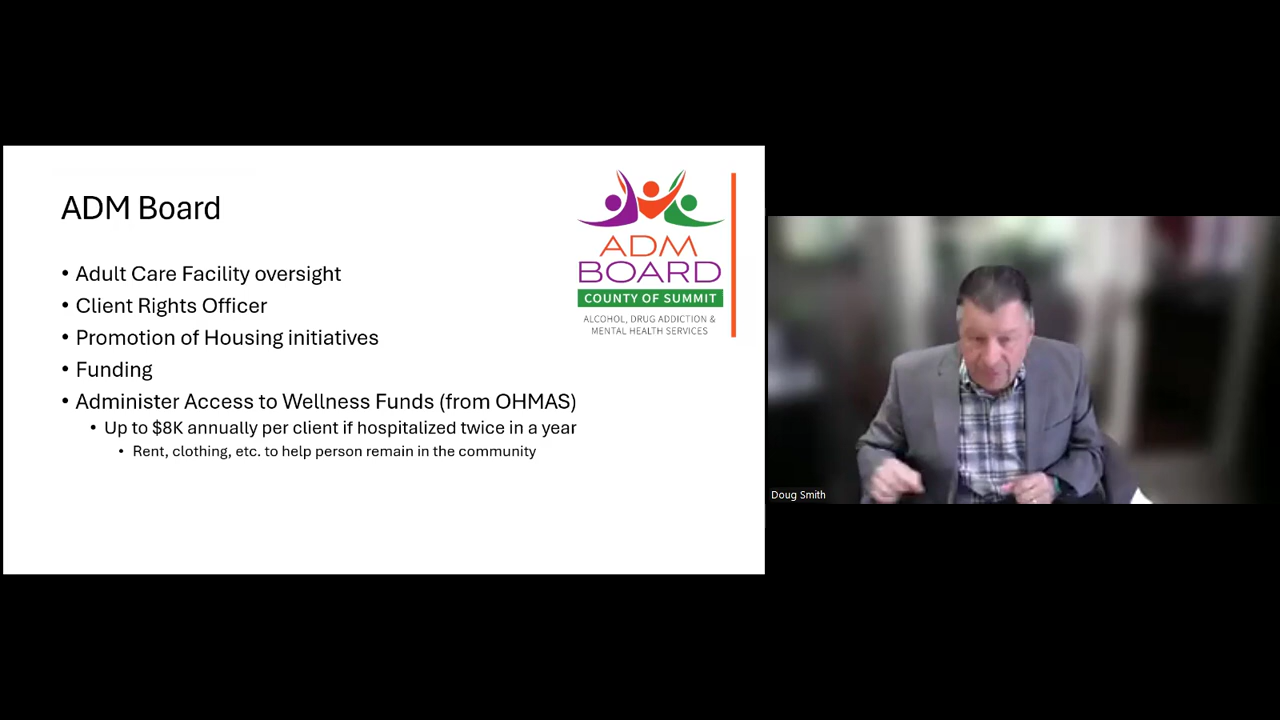 ADM Board
• Adult Care Facility oversight
• Client Rights Officer
• Promotion of Housing initiatives
• Funding
• Administer Access to Wellness Funds (from OHMAS)
• Up to $8K annually per client if hospitalized twice in a year
• Rent, clothing, etc. to help person remain in the community
ADM
BOARD
COUNTY OF SUMMIT
ALCOHOL, DRUG ADDICTION &
MENTAL HEALTH SERVICES
Doug Smith